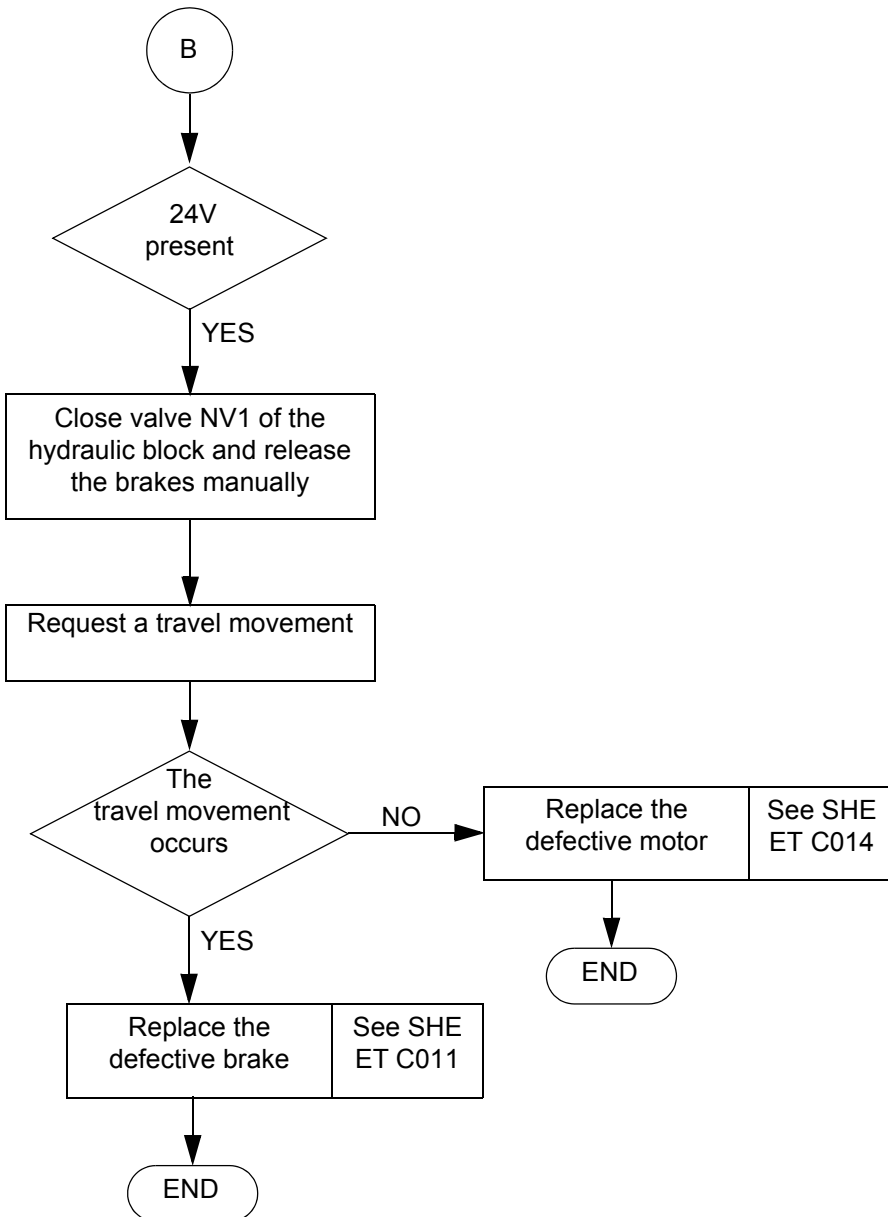 B
24V
present
YES
Close valve NV1 of the
hydraulic block and release
the brakes manually
Request a travel movement
The
travel movement
occurs
NO
Replace the
defective motor
See SHE
ET C014
END
YES
Replace the
defective brake
See SHE
ET C011
END